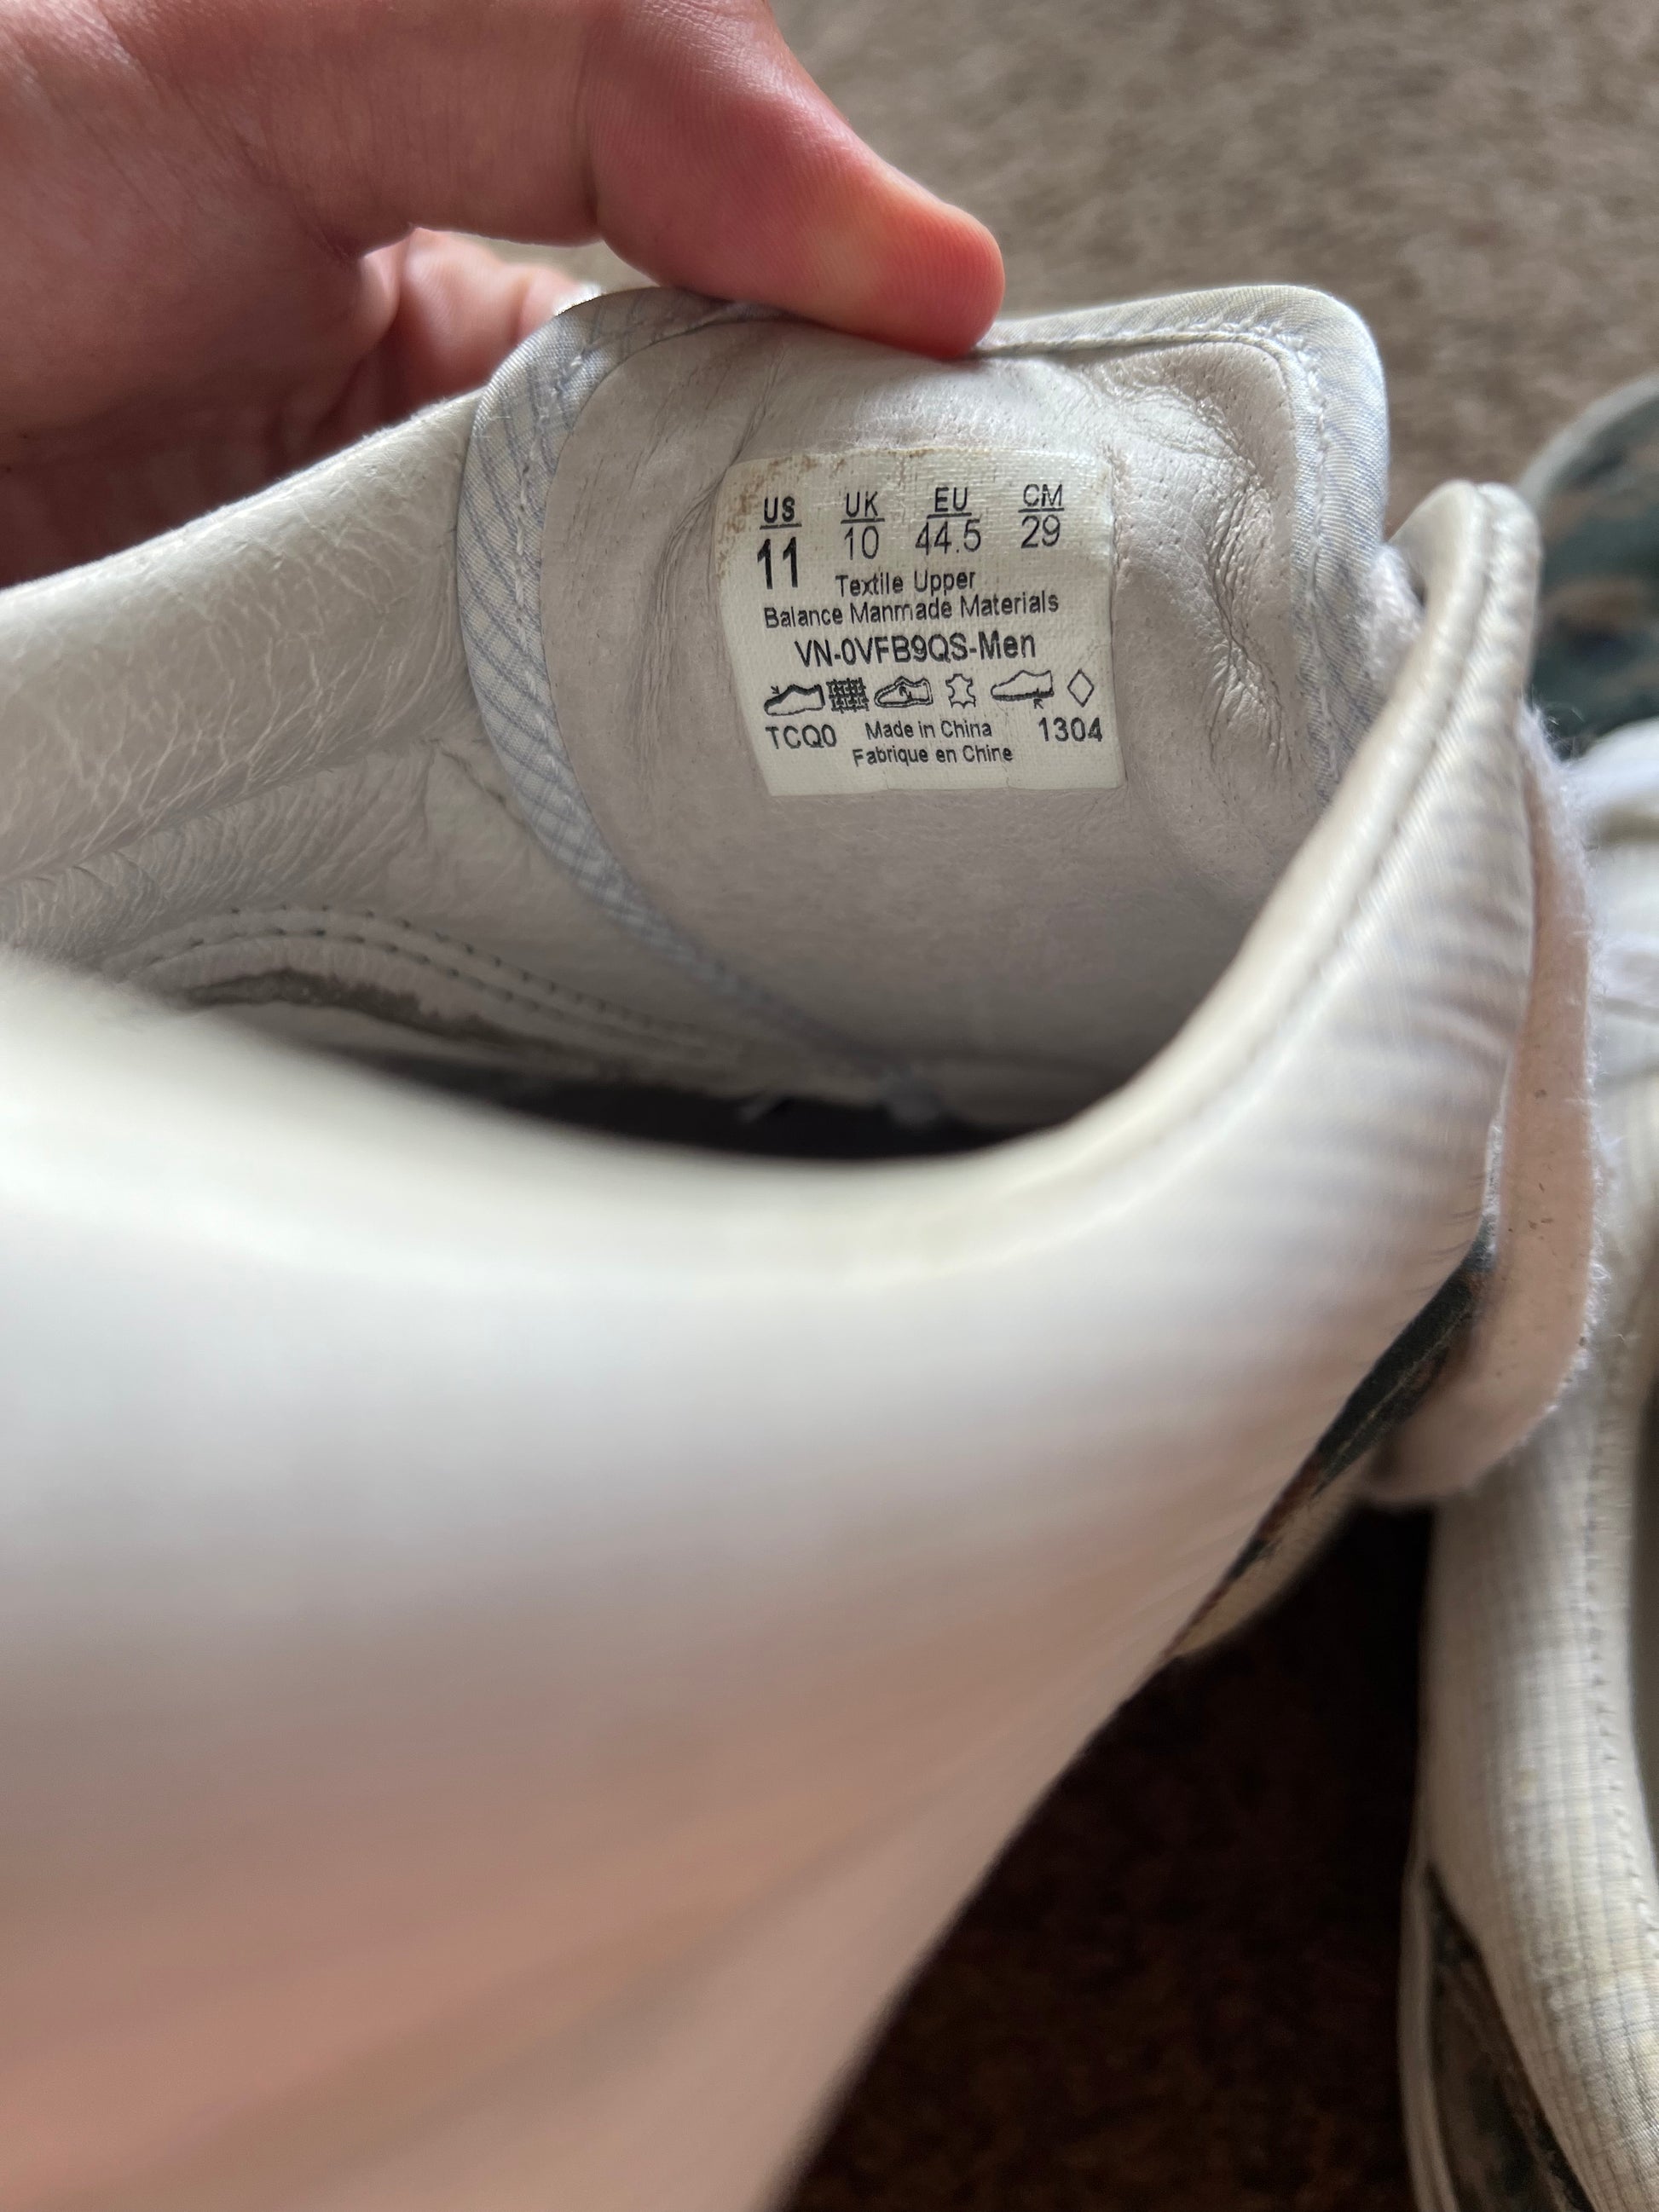 US UK EU CM
11 10 44.5 29
Textile Upper
Balance Manmade Materials
VN-0VFB9QS-Men
TCQ0 Made in China 1304
Fabrique en Chine